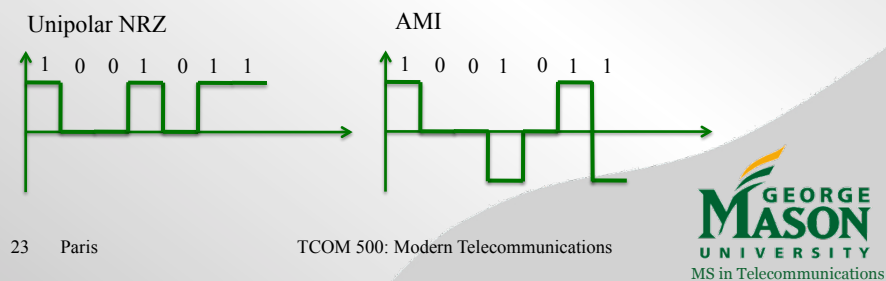 Unipolar NRZ
1 0 0 1 0 1 1
AMI
1 0 0 1 0 1 1
23 Paris
TCOM 500: Modern Telecommunications
GEORGE
MASON
UNIVERSITY
MS in Telecommunications